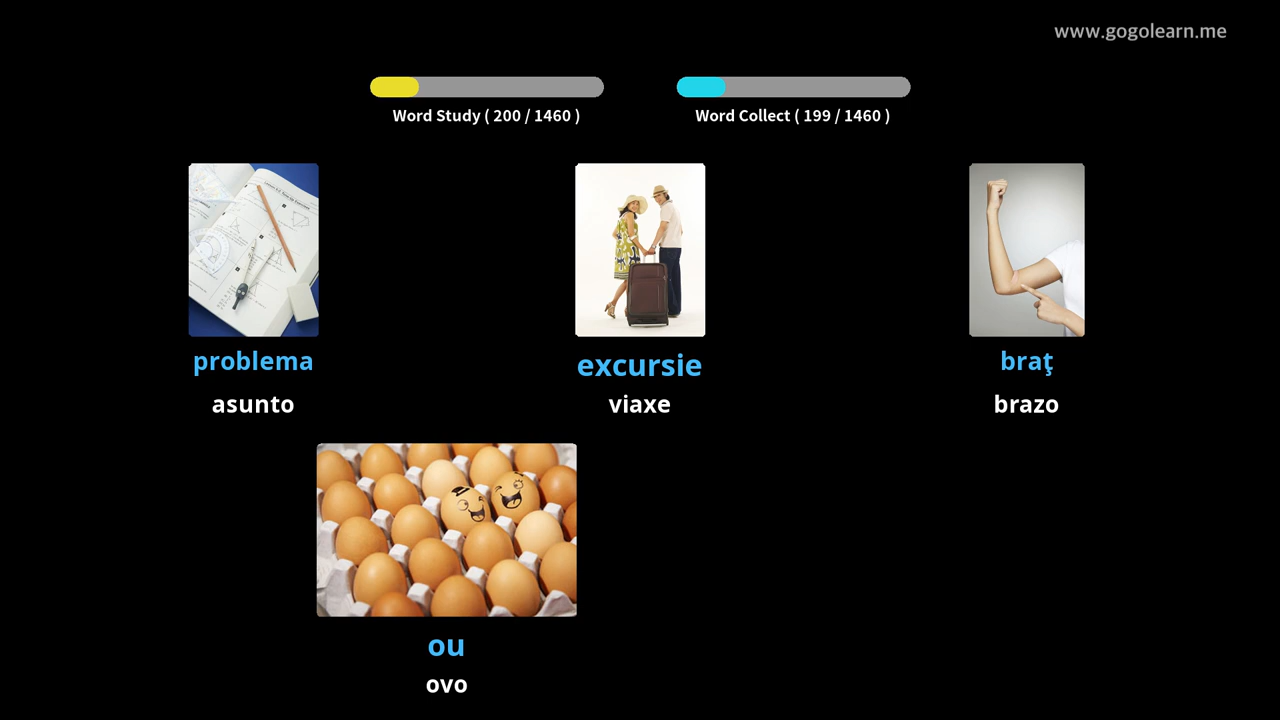 www.gogolearn.me
Word Study ( 200 / 1460 )
Word Collect ( 199 / 1460 )
problema
excursie
braţ
asunto
viaxe
brazo
ou
ovo